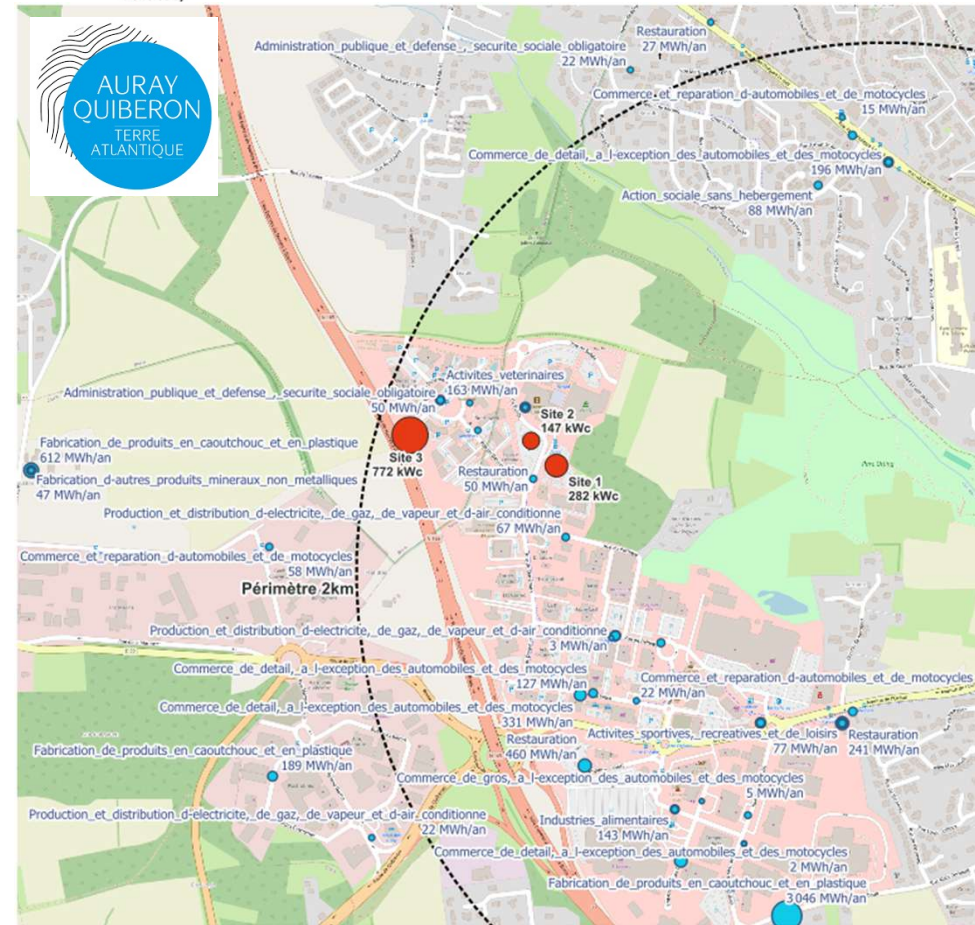 AURAY
QUIBERON
TERRE
ATLANTIQUE
Restauration
27 MWh/an
Administration_publique_et_defense_,_securite_sociale_obligatoire
22 MWh/an
Commerce_et_reparation_d-automobiles_et_de_motocycles
15 MWh/an
Commerce_de_detail,_a_l-exception_des_automobiles_et_des_motocycles
196 MWh/an
Action_sociale_sans_hebergement
88 MWh/an
Activites_veterinaires
163 MWh/an
Administration_publique_et_defense_,_securite_sociale_obligatoire
50 MWh/an
Site 2
147 kWc
Site 3
772 kWc
Fabrication_de_produits_en_caoutchouc_et_en_plastique
612 MWh/an
Restauration
50 MWh/an
Site 1
282 kWc
Fabrication_d-autres_produits_mineraux_non_metalliques
47 MWh/an
Production_et_distribution_d-electricite,_de_gaz,_de_vapeur_et_d-air_conditionne
67 MWh/an
Commerce_et_reparation_d-automobiles_et_de_motocycles
58 MWh/an
Périmètre 2km
Production_et_distribution_d-electricite,_de_gaz,_de_vapeur_et_d-air_conditionne
3 MWh/an
Commerce_de_detail,_a_l-exception_des_automobiles_et_des_motocycles
127 MWh/an
Commerce_et_reparation_d-automobiles_et_de_motocycles
22 MWh/an
Commerce_de_detail,_a_l-exception_des_automobiles_et_des_motocycles
331 MWh/an
Activites_sportives,_recreatives_et_de_loisirs
77 MWh/an
Restauration
241 MWh/an
Restauration
460 MWh/an
Fabrication_de_produits_en_caoutchouc_et_en_plastique
189 MWh/an
Commerce_de_gros,_a_l-exception_des_automobiles_et_des_motocycles
5 MWh/an
Production_et_distribution_d-electricite,_de_gaz,_de_vapeur_et_d-air_conditionne
22 MWh/an
Industries_alimentaires
143 MWh/an
Commerce_de_detail,_a_l-exception_des_automobiles_et_des_motocycles
2 MWh/an
Fabrication_de_produits_en_caoutchouc_et_en_plastique
3 046 MWh/an